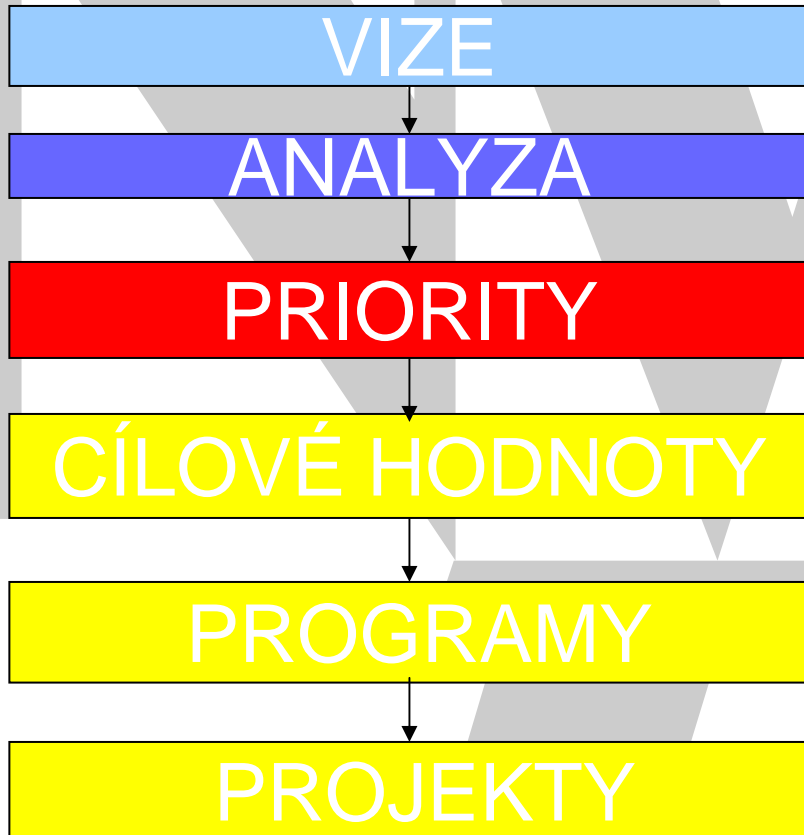 VIZE
ANALYZA
PRIORITY
CÍLOVÉ HODNOTY
PROGRAMY
PROJEKTY